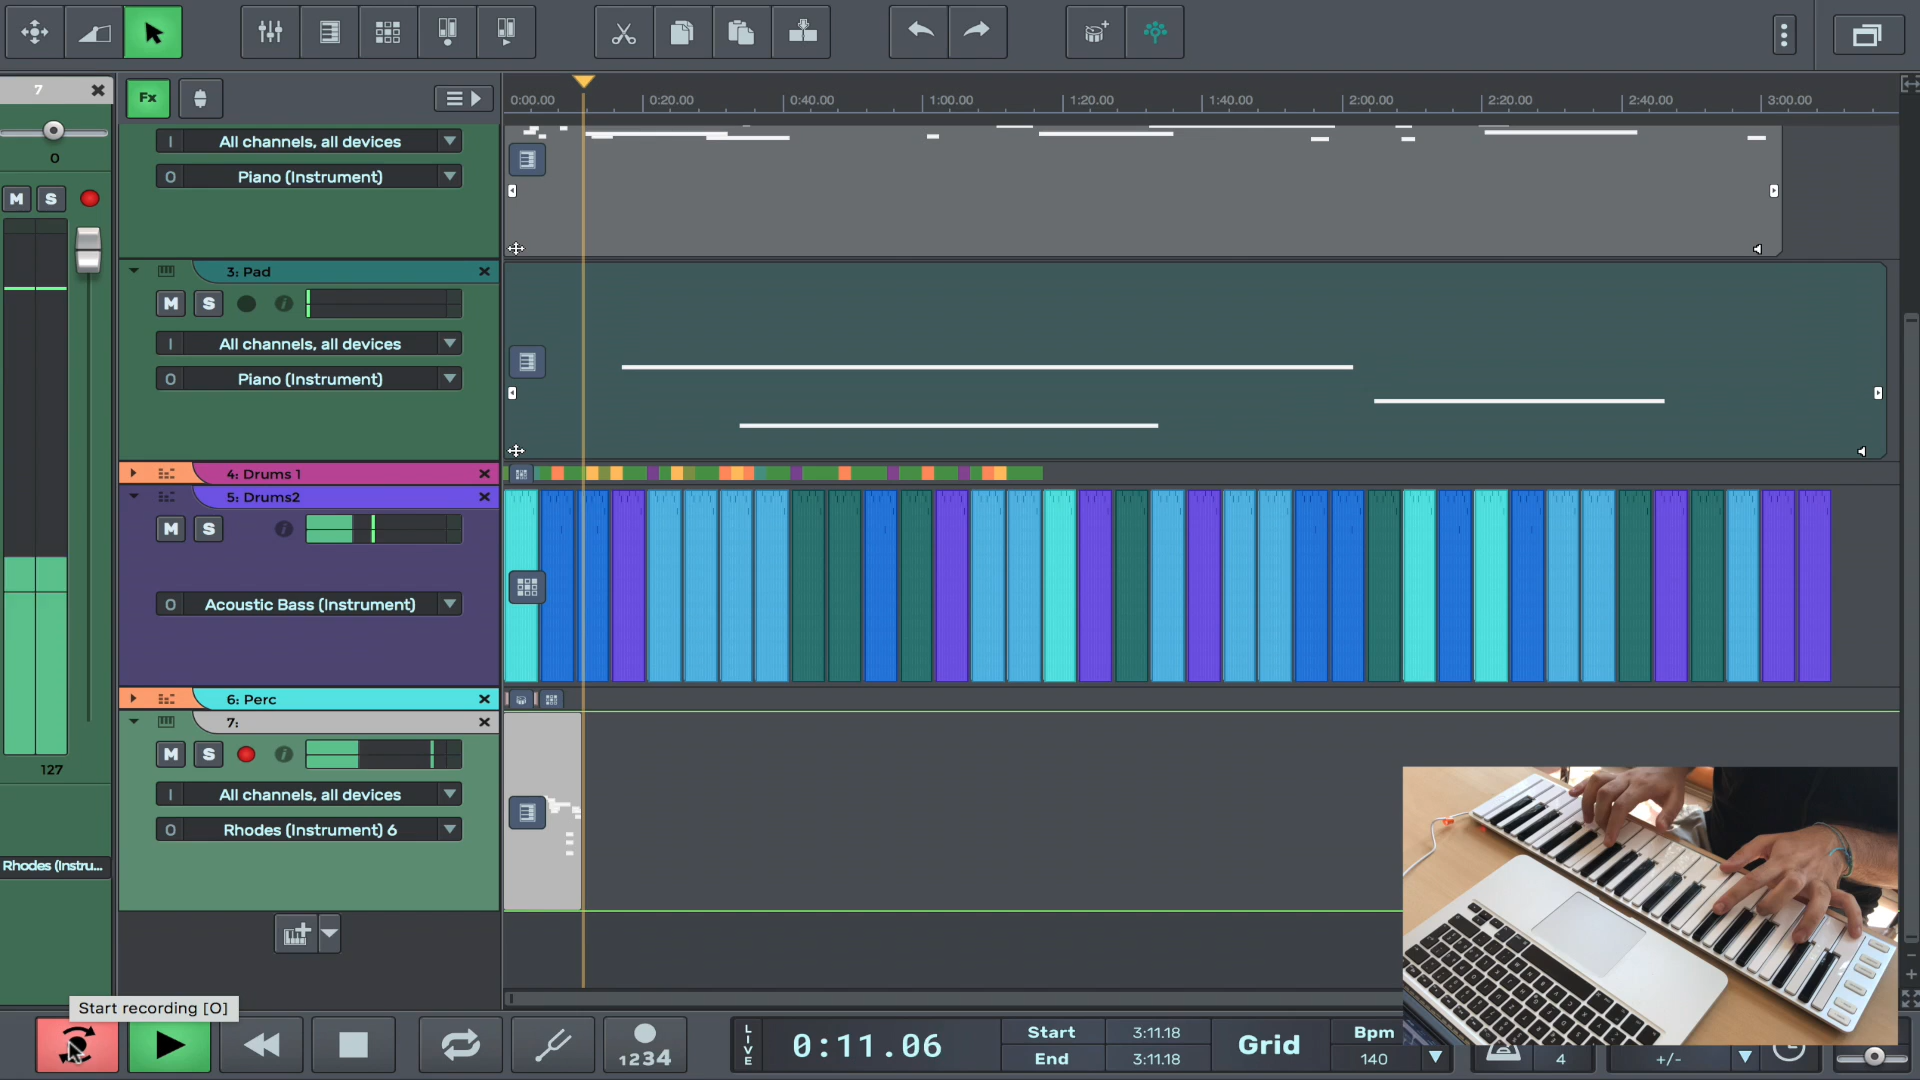 7
Fx
0:00.00 0:20.00 0:40.00 1:00.00 1:20.00 1:40.00 2:00.00 2:20.00 2:40.00 3:00.00
0
M S
I All channels, all devices
O Piano (Instrument)
3: Pad
M S i
I All channels, all devices
O Piano (Instrument)
4: Drums 1
5: Drums2
M S i
O Acoustic Bass (Instrument)
6: Perc
7:
M S i
127
I All channels, all devices
O Rhodes (Instrument) 6
Rhodes (Instru...
Start recording [O]
1234
LIVE
0:11.06
Start 3:11.18
End 3:11.18
Grid
Bpm
140
4
+/-